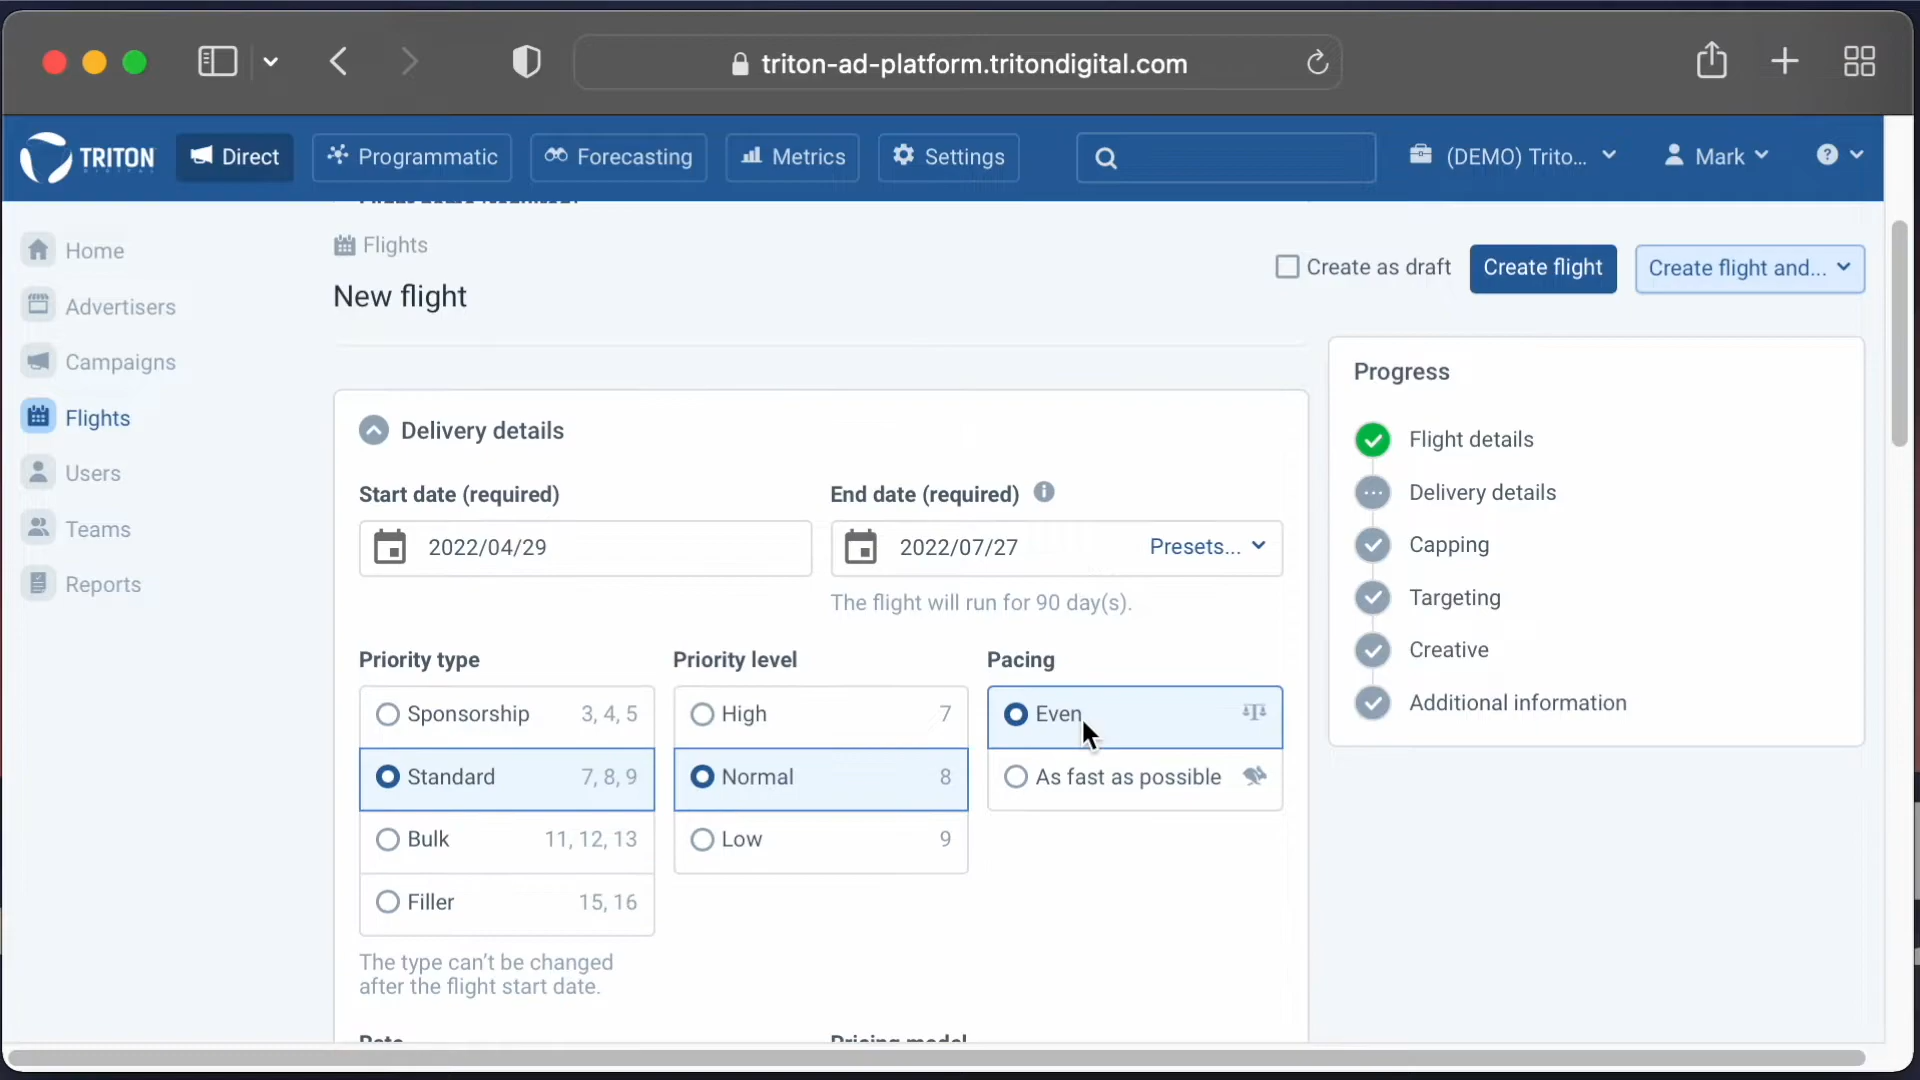 triton-ad-platform.tritondigital.com
TRITON
DIGITAL
Direct
Programmatic
Forecasting
Metrics
Settings
(DEMO) Trito...
Mark
?
Home
Advertisers
Campaigns
Flights
Users
Teams
Reports
Flights
New flight
Create as draft
Create flight
Create flight and...
Delivery details
Start date (required)
2022/04/29
End date (required)
2022/07/27
Presets...
The flight will run for 90 day(s).
Priority type
Sponsorship 3, 4, 5
Standard 7, 8, 9
Bulk 11, 12, 13
Filler 15, 16
The type can’t be changed
after the flight start date.
Priority level
High 7
Normal 8
Low 9
Pacing
Even
As fast as possible
Rate
Pricing model
Progress
Flight details
Delivery details
Capping
Targeting
Creative
Additional information